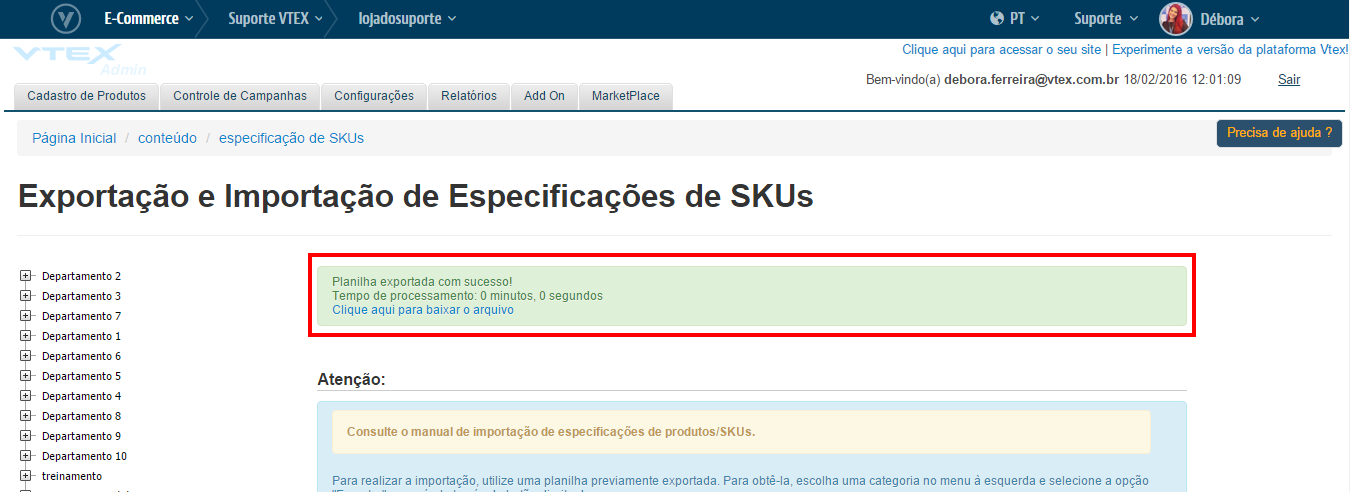 E-Commerce Suporte VTEX lojadosuporte PT Suporte Débora
Clique aqui para acessar o seu site | Experimente a versão da plataforma Vtex!
VTEX
Admin
Bem-vindo(a) debora.ferreira@vtex.com.br 18/02/2016 12:01:09 Sair
Cadastro de Produtos Controle de Campanhas Configurações Relatórios Add On MarketPlace
Página Inicial / conteúdo / especificação de SKUs
Precisa de ajuda ?
Exportação e Importação de Especificações de SKUs
Departamento 2
Departamento 3
Departamento 7
Departamento 1
Departamento 6
Departamento 5
Departamento 4
Departamento 8
Departamento 9
Departamento 10
treinamento
Planilha exportada com sucesso!
Tempo de processamento: 0 minutos, 0 segundos
Clique aqui para baixar o arquivo
Atenção:
Consulte o manual de importação de especificações de produtos/SKUs.
Para realizar a importação, utilize uma planilha previamente exportada. Para obtê-la, escolha uma categoria no menu à esquerda e selecione a opção